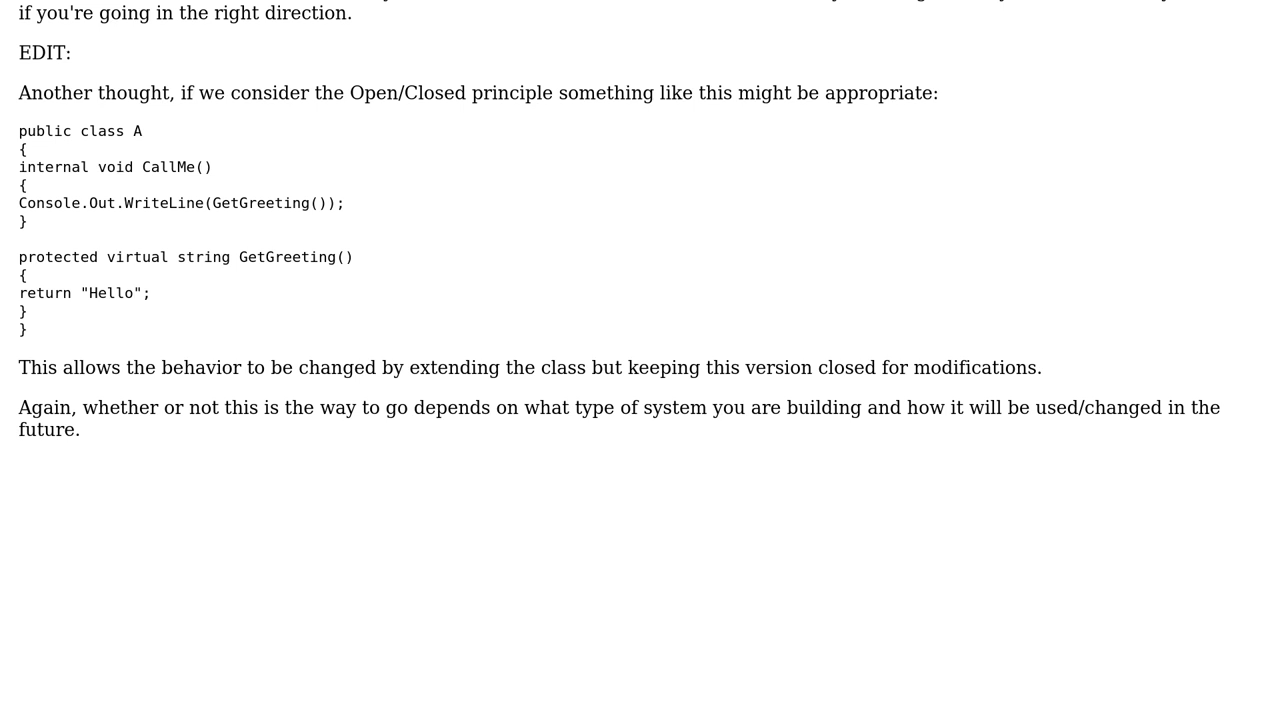 if you're going in the right direction.
EDIT:
Another thought, if we consider the Open/Closed principle something like this might be appropriate:
public class A
{
internal void CallMe()
{
Console.Out.WriteLine(GetGreeting());
}
protected virtual string GetGreeting()
{
return "Hello";
}
}
This allows the behavior to be changed by extending the class but keeping this version closed for modifications.
Again, whether or not this is the way to go depends on what type of system you are building and how it will be used/changed in the
future.